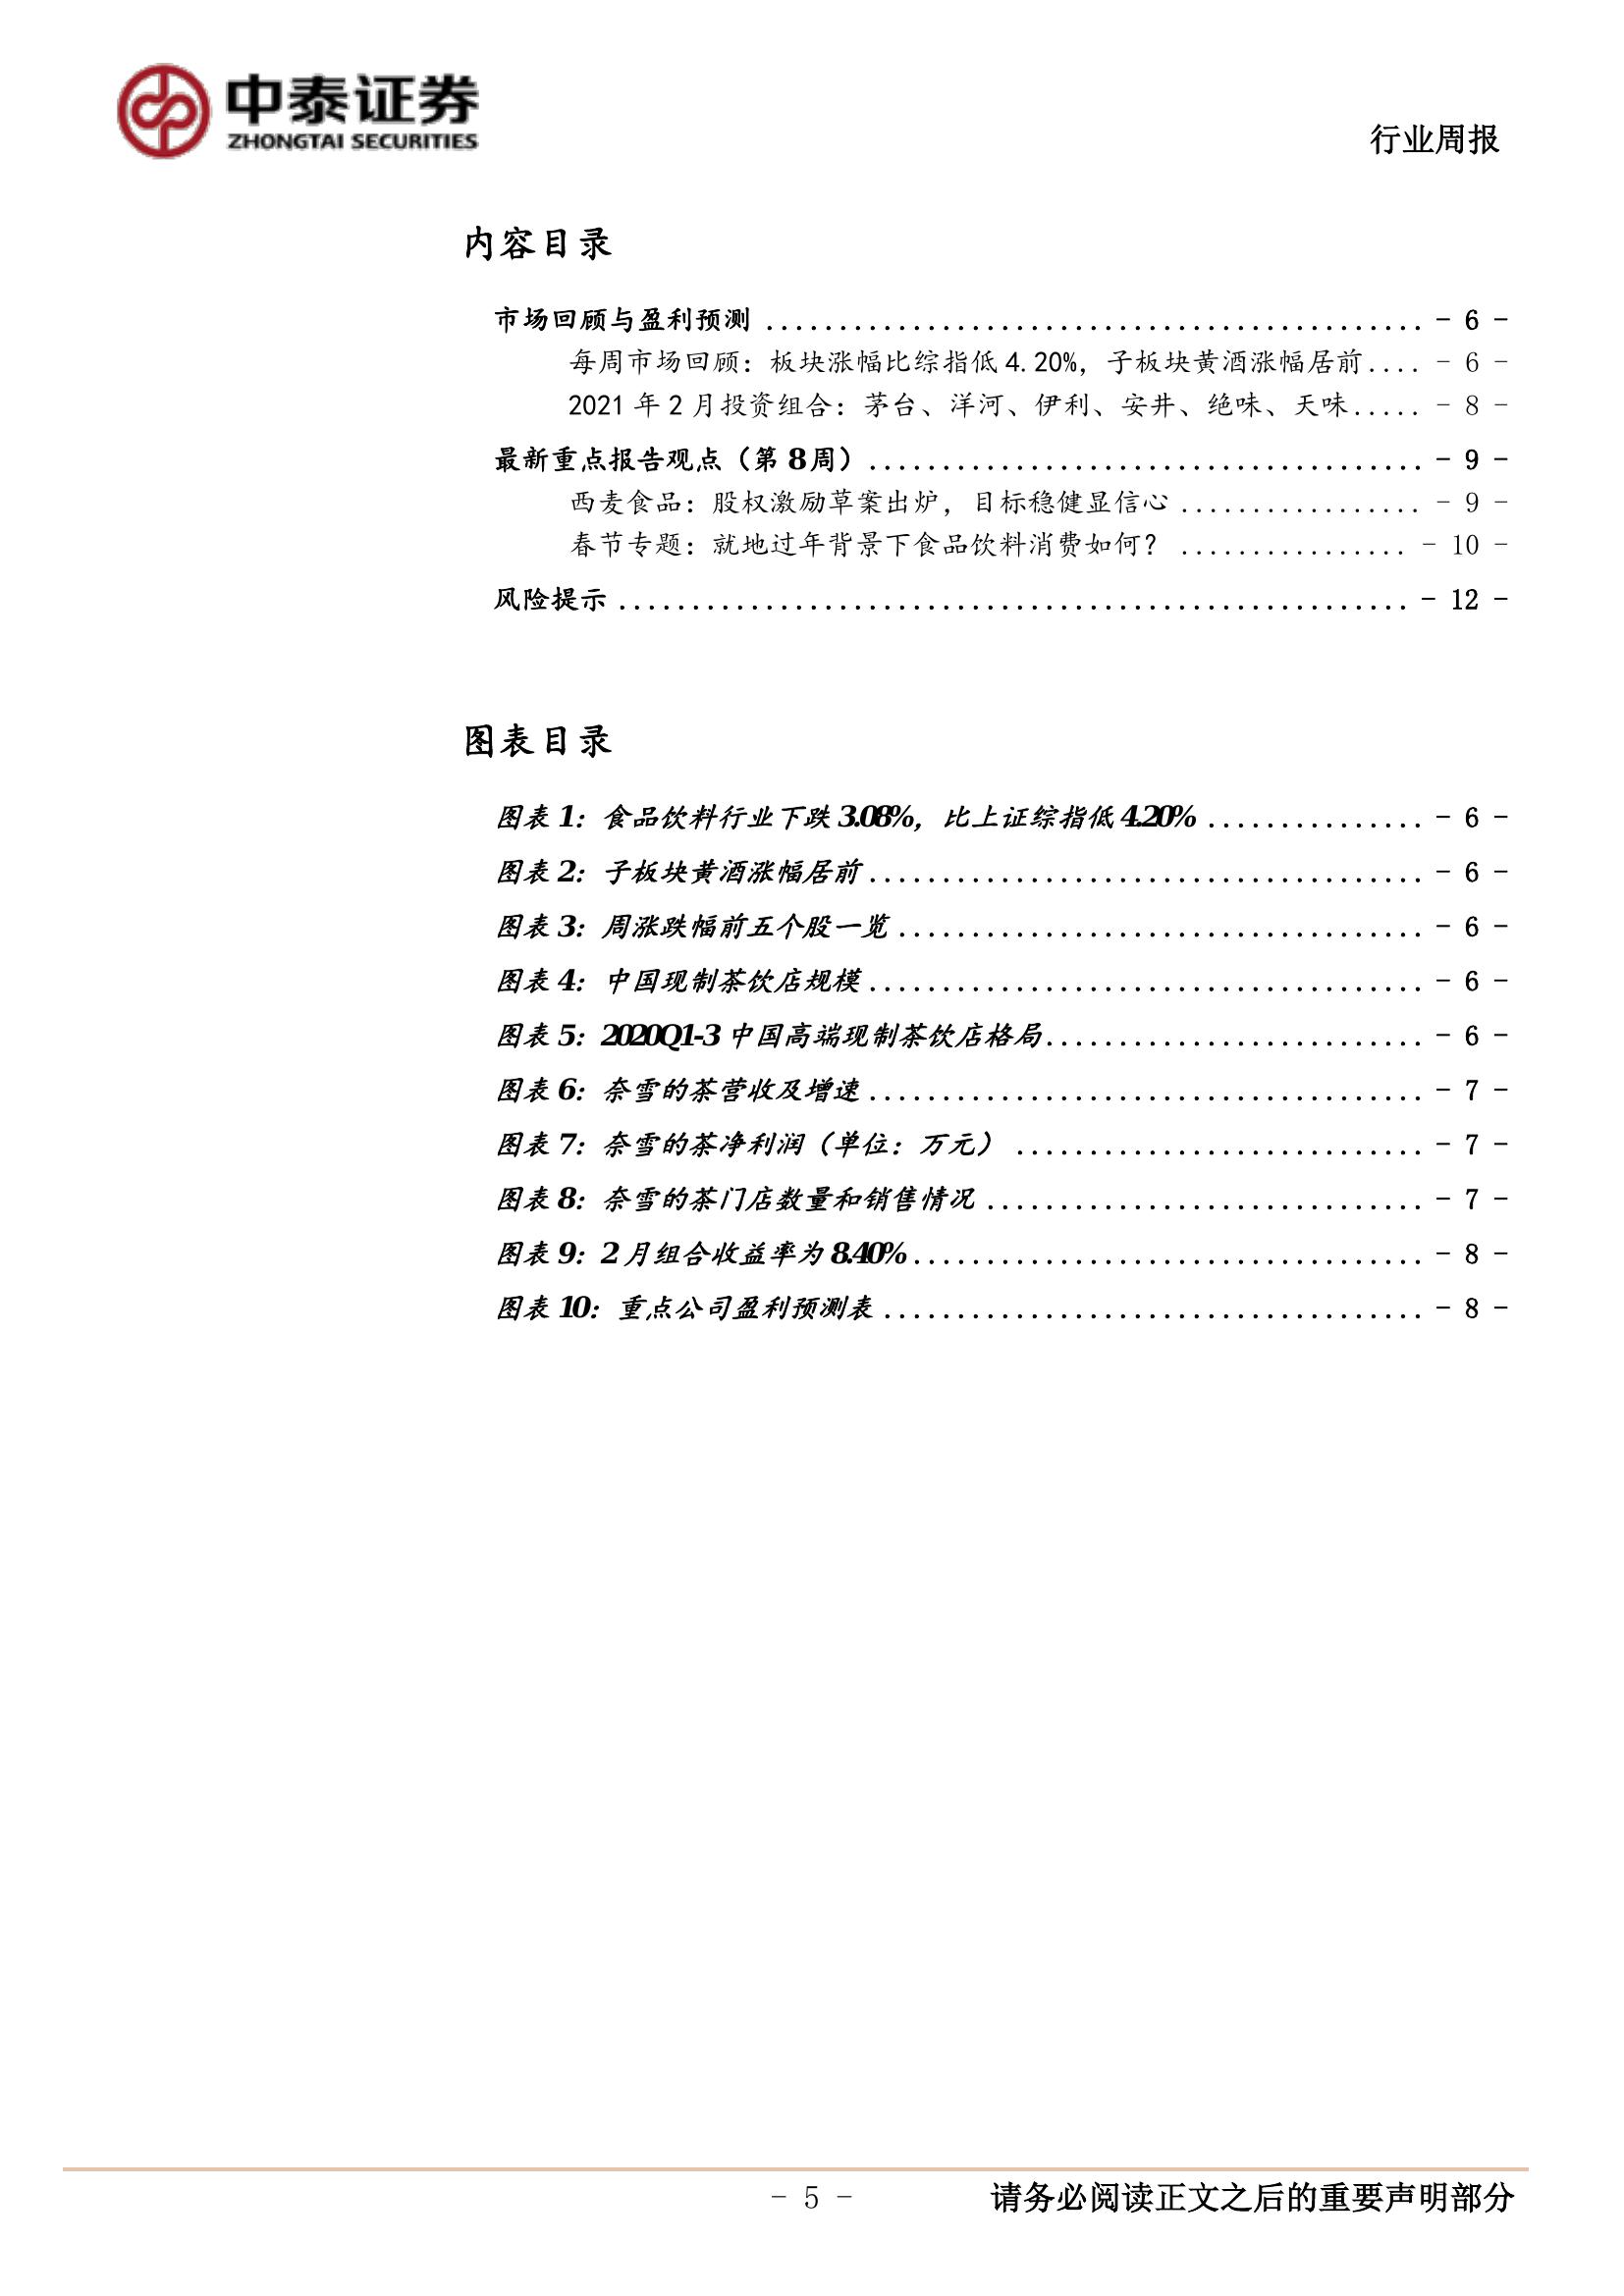 中泰证券
ZHONGTAI SECURITIES
行业周报
内容目录
市场回顾与盈利预测 ............................................. - 6 -
每周市场回顾：板块涨幅比综指低 4.20%，子板块黄酒涨幅居前.... - 6 -
2021 年 2 月投资组合：茅台、洋河、伊利、安井、绝味、天味..... - 8 -
最新重点报告观点（第 8 周）...................................... - 9 -
西麦食品：股权激励草案出炉，目标稳健显信心 ................. - 9 -
春节专题：就地过年背景下食品饮料消费如何？ ................ - 10 -
风险提示 ...................................................... - 12 -
图表目录
图表 1：食品饮料行业下跌 3.08%，比上证综指低 4.20% ............... - 6 -
图表 2：子板块黄酒涨幅居前...................................... - 6 -
图表 3：周涨跌幅前五个股一览.................................... - 6 -
图表 4：中国现制茶饮店规模...................................... - 6 -
图表 5：2020Q1-3 中国高端现制茶饮店格局.......................... - 6 -
图表 6：奈雪的茶营收及增速...................................... - 7 -
图表 7：奈雪的茶净利润（单位：万元） ............................ - 7 -
图表 8：奈雪的茶门店数量和销售情况 .............................. - 7 -
图表 9：2 月组合收益率为 8.40%................................... - 8 -
图表 10：重点公司盈利预测表 ..................................... - 8 -
- 5 -
请务必阅读正文之后的重要声明部分